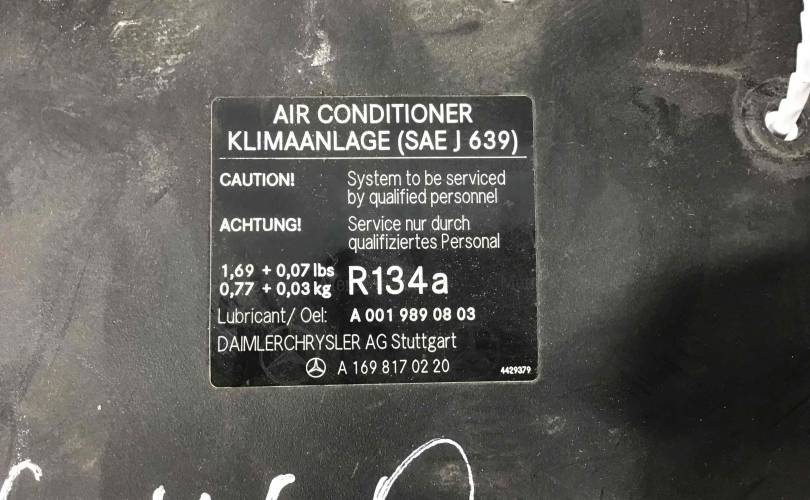 AIR CONDITIONER
KLIMAANLAGE (SAE J 639)
CAUTION! System to be serviced
by qualified personnel
ACHTUNG! Service nur durch
qualifiziertes Personal
1,69 + 0,07 lbs
0,77 + 0,03 kg R134a
Lubricant/ Oel: A 001 989 08 03
DAIMLERCHRYSLER AG Stuttgart
A 169 817 02 20 4429379